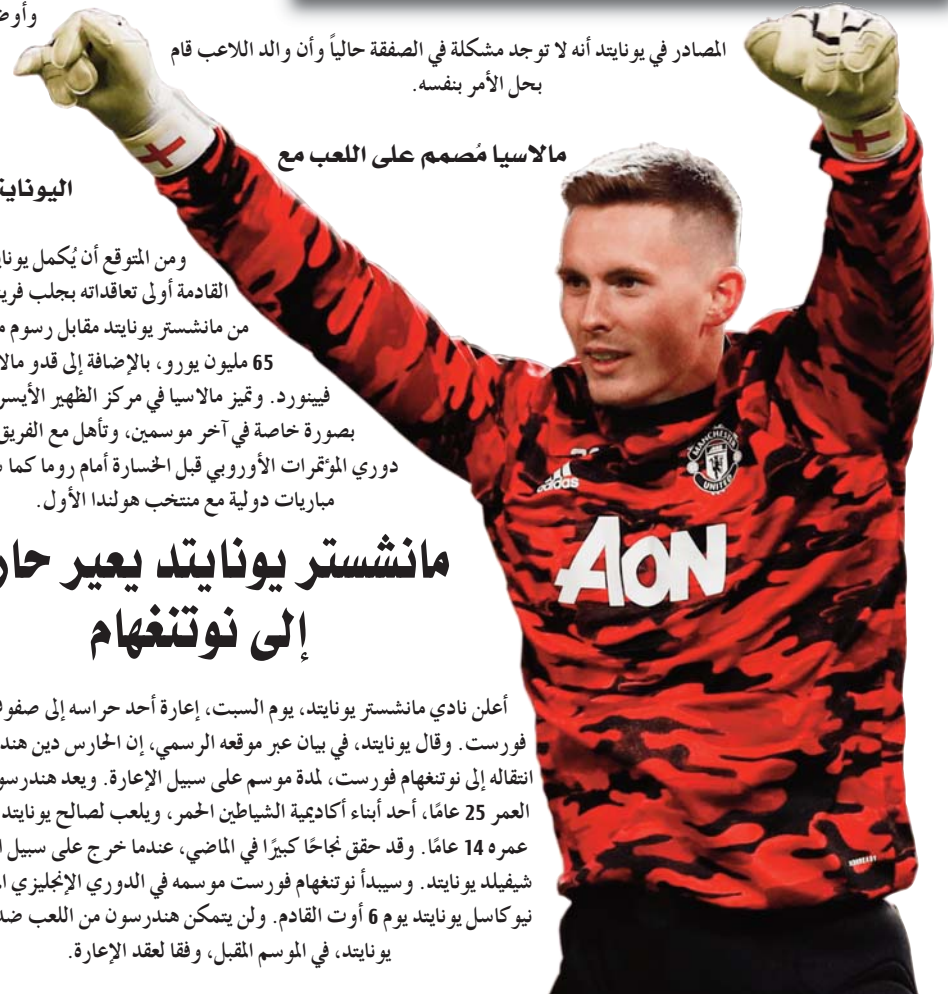 وأوض
المصادر في يونايتد أنه لا توجد مشكلة في الصفقة حالياً وأن والد اللاعب قام
بحل الأمر بنفسه.
مالاسيا مُصمم على اللعب مع
اليونايت
ومن المتوقع أن يُكمل يوناي
القادمة أولى تعاقداته بجلب فري
من مانشستر يونايتد مقابل رسوم م
65 مليون يورو، بالإضافة إلى قدو مالا
فيينورد. وتميز مالاسيا في مركز الظهير الأيسر
بصورة خاصة في آخر موسمين، وتأهل مع الفريق
دوري المؤتمرات الأوروبي قبل الخسارة أمام روما كما
مباريات دولية مع منتخب هولندا الأول.
مانشستر يونايتد يعير حار
إلى نوتنغهام
أعلن نادي مانشستر يونايتد، يوم السبت، إعارة أحد حراسه إلى صفو
فورست. وقال يونايتد، في بيان عبر موقعه الرسمي، إن الحارس دين هند
انتقاله إلى نوتنغهام فورست، لمدة موسم على سبيل الإعارة. ويعد هندرسو
العمر 25 عامًا، أحد أبناء أكاديمية الشياطين الحمر، ويلعب لصالح يونايتد
عمره 14 عامًا. وقد حقق نجاحًا كبيرًا في الماضي، عندما خرج على سبيل ا
شيفيلد يونايتد. وسيبدأ نوتنغهام فورست موسمه في الدوري الإنجليزي ا
نيوكاسل يونايتد يوم 6 أوت القادم. ولن يتمكن هندرسون من اللعب ضد
يونايتد، في الموسم المقبل، وفقا لعقد الإعارة.
adidas
MANCHESTER
UNITED
AON